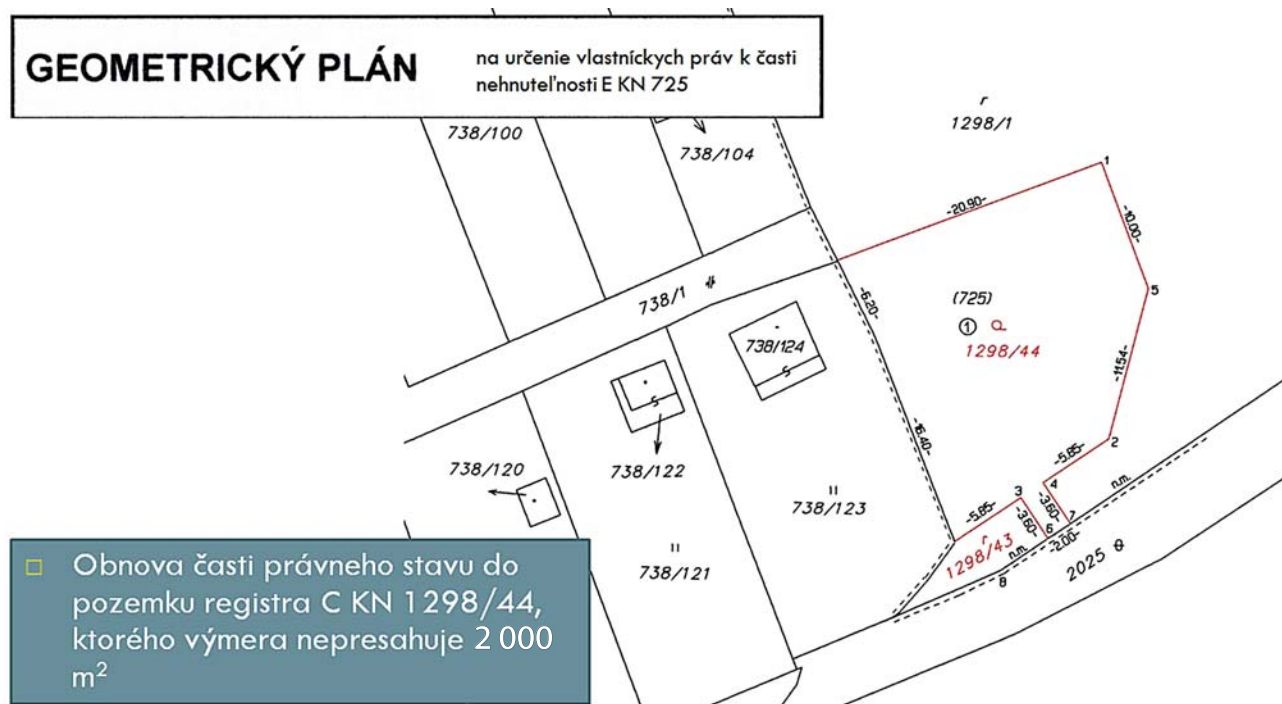 GEOMETRICKÝ PLÁN
na určenie vlastníckych práv k časti
nehnuteľnosti E KN 725
r
1298/1
738/100
738/104
1
-20.90-
-10.00-
738/1
-6.20-
5
(725)
1
1298/44
738/124
S
S
-11.54-
-16.40-
2
-5.85-
738/120
738/122
II
738/123
3
4
n.m.
-5.85-
-3.60-
-3.60-
7
6
r
1298/43
n.m.
-2.00-
8
2025
II
738/121
Obnova časti právneho stavu do
pozemku registra C KN 1298/44,
ktorého výmera nepresahuje 2 000
m²